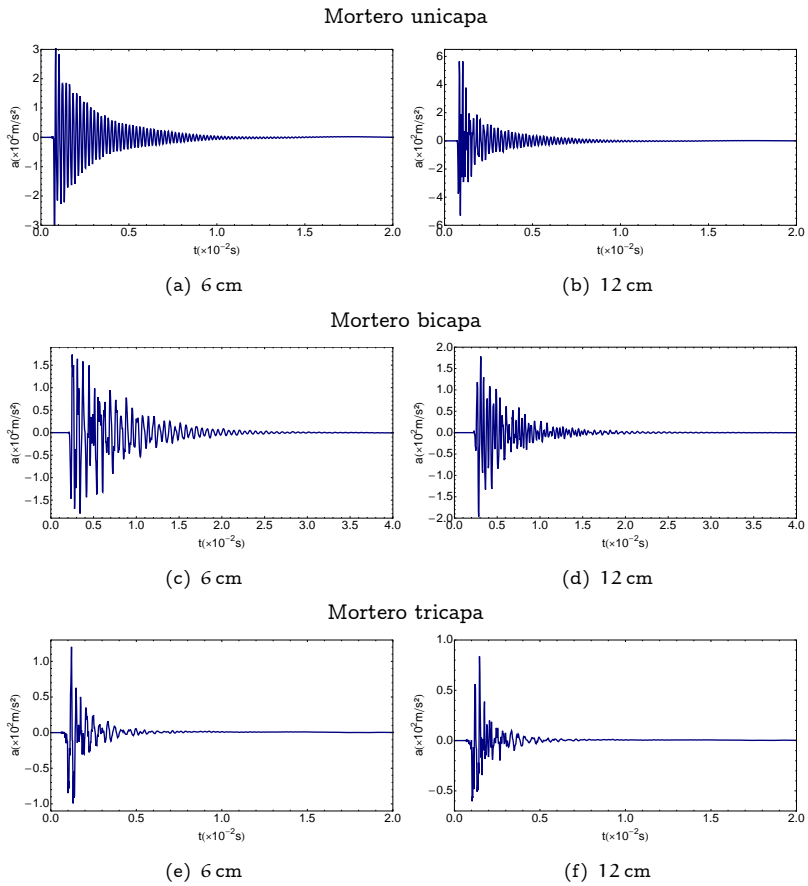 Mortero unicapa
3
2
1
0
−1
−2
−3
a(×10²m/s²)
0.0 0.5 1.0 1.5 2.0
t(×10⁻²s)
(a) 6 cm
6
4
2
0
−2
−4
−6
a(×10²m/s²)
0.0 0.5 1.0 1.5 2.0
t(×10⁻²s)
(b) 12 cm
Mortero bicapa
1.5
1.0
0.5
0.0
−0.5
−1.0
−1.5
a(×10²m/s²)
0.0 0.5 1.0 1.5 2.0 2.5 3.0 3.5 4.0
t(×10⁻²s)
(c) 6 cm
2.0
1.5
1.0
0.5
0.0
−0.5
−1.0
−1.5
−2.0
a(×10²m/s²)
0.0 0.5 1.0 1.5 2.0 2.5 3.0 3.5 4.0
t(×10⁻²s)
(d) 12 cm
Mortero tricapa
1.0
0.5
0.0
−0.5
−1.0
a(×10²m/s²)
0.0 0.5 1.0 1.5 2.0
t(×10⁻²s)
(e) 6 cm
1.0
0.5
0.0
−0.5
a(×10²m/s²)
0.0 0.5 1.0 1.5 2.0
t(×10⁻²s)
(f) 12 cm